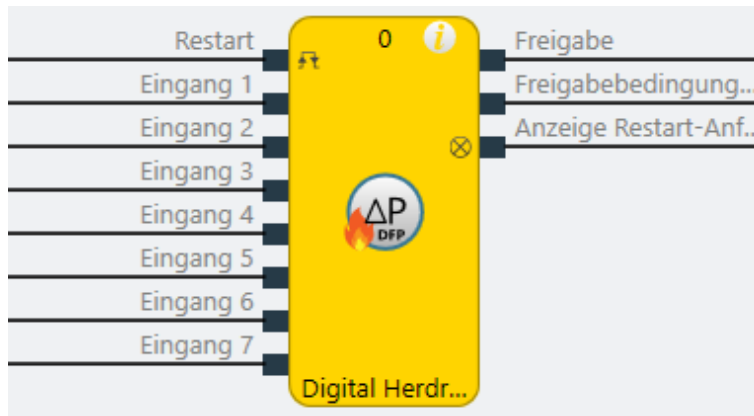 Restart
Eingang 1
Eingang 2
Eingang 3
Eingang 4
Eingang 5
Eingang 6
Eingang 7
0
i
ΔP
DFP
Digital Herdr...
Freigabe
Freigabebedingung...
Anzeige Restart-Anf...